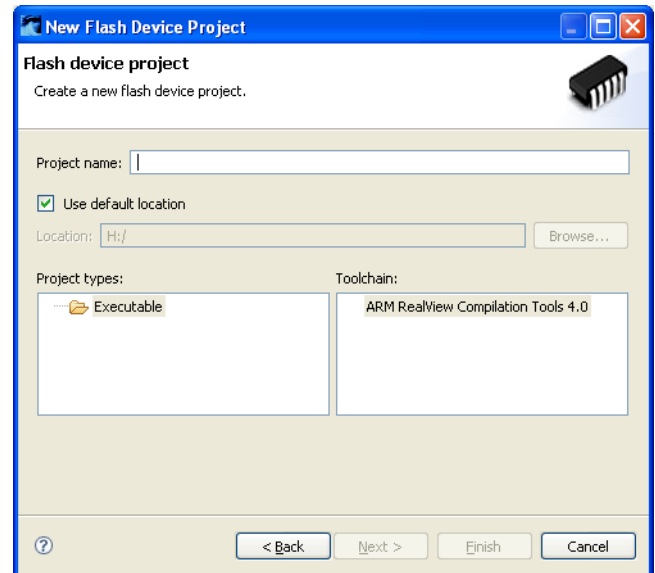 New Flash Device Project
Flash device project
Create a new flash device project.
Project name:
Use default location
Location: H:/ Browse...
Project types: Toolchain:
Executable ARM RealView Compilation Tools 4.0
? < Back Next > Finish Cancel